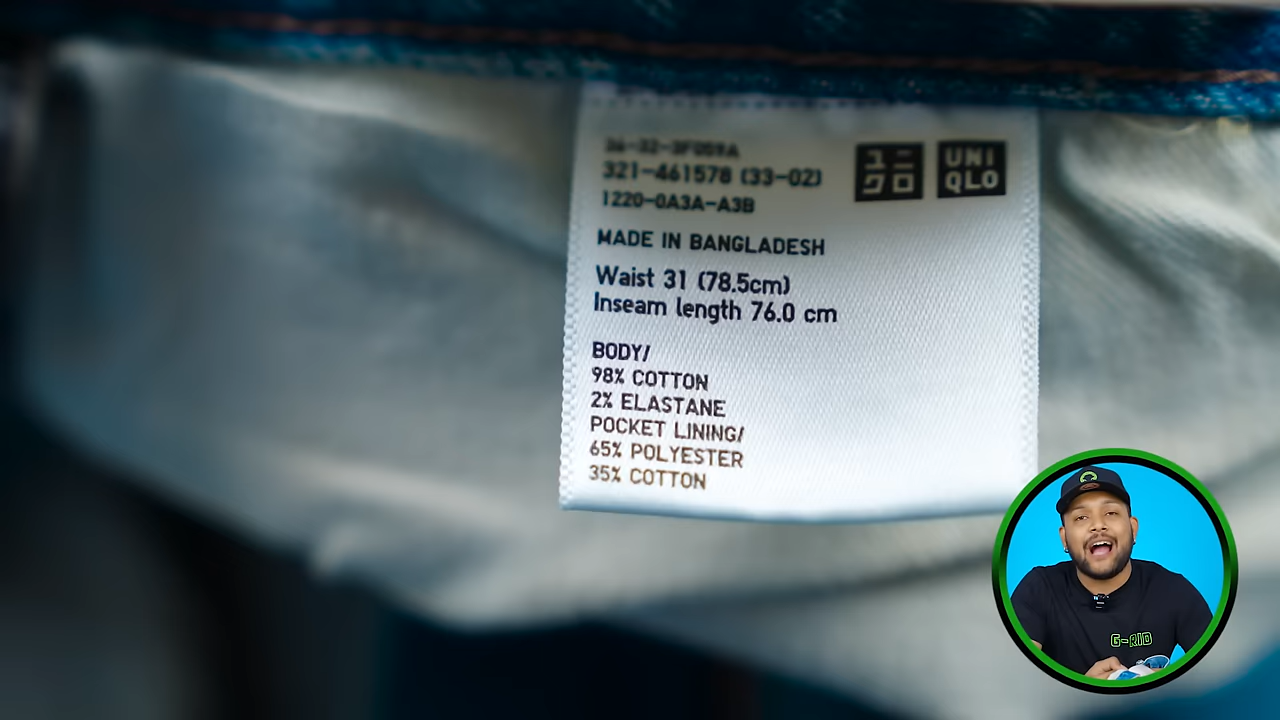 321-461578 (33-02)
1220-0A3A-A3B
ユニ
クロ
UNI
QLO
MADE IN BANGLADESH
Waist 31 (78.5cm)
Inseam length 76.0 cm
BODY/
98% COTTON
2% ELASTANE
POCKET LINING/
65% POLYESTER
35% COTTON
G-RID